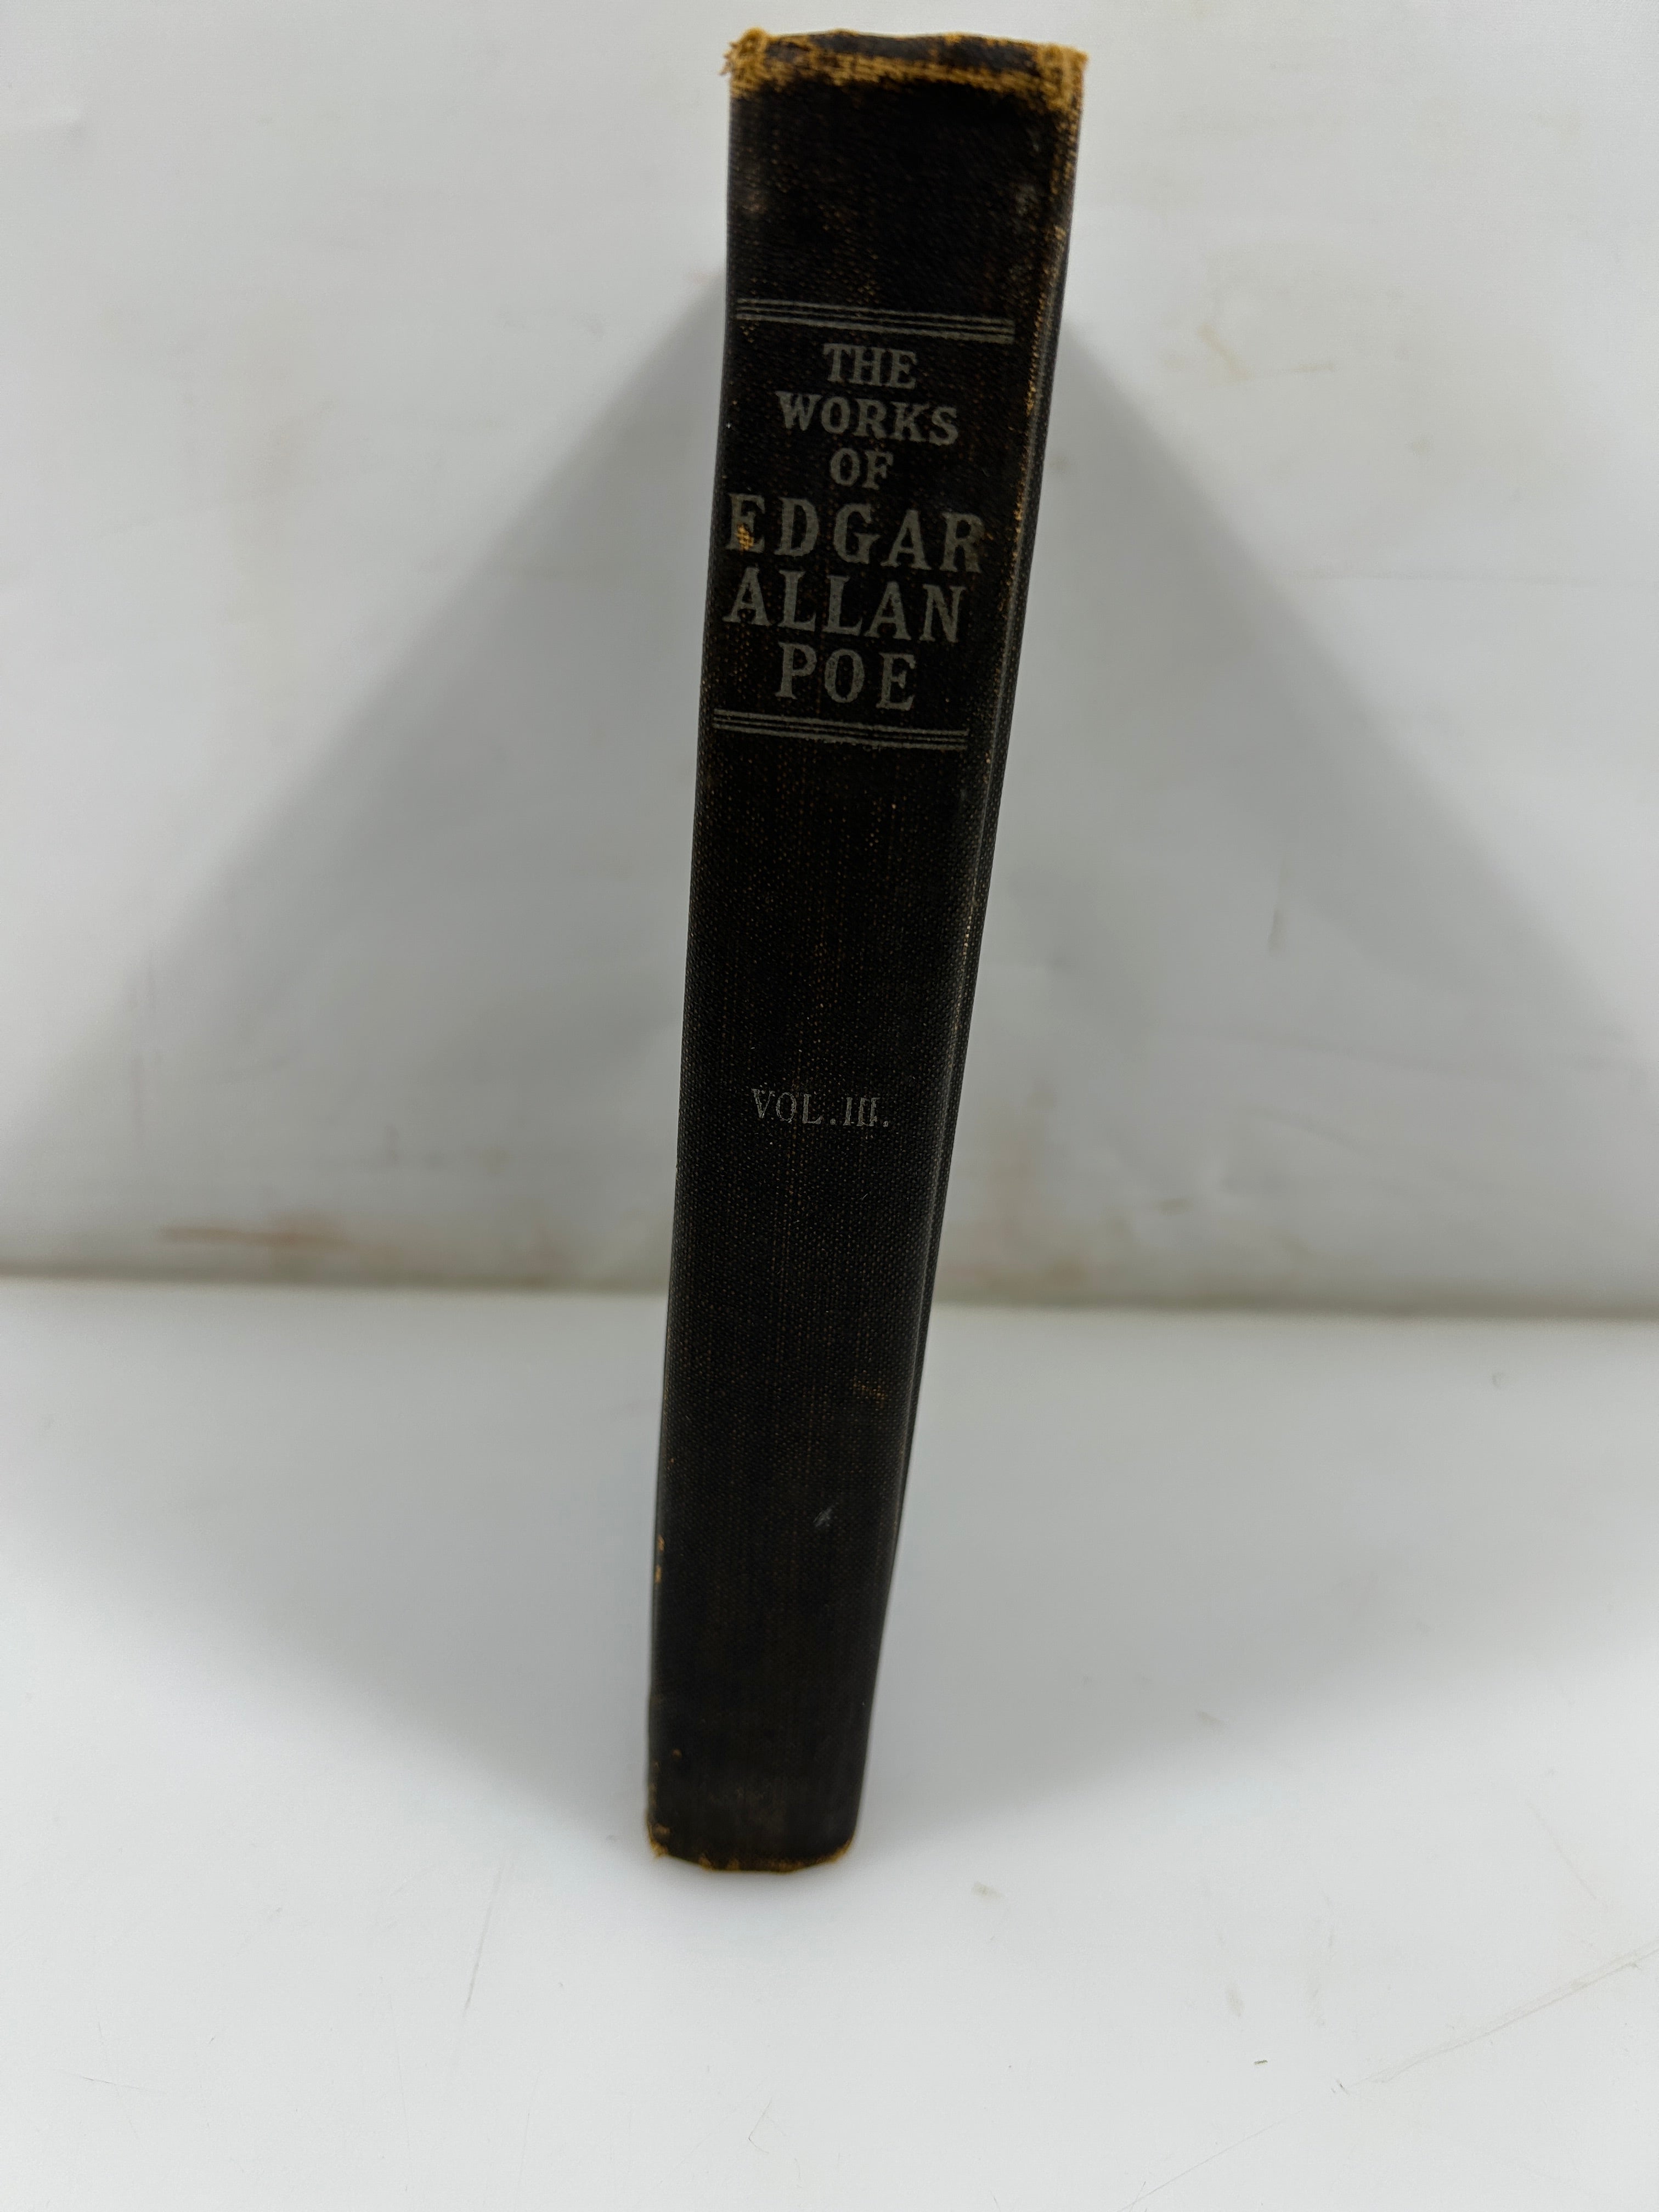 THE
WORKS
OF
EDGAR
ALLAN
POE
VOL.III.